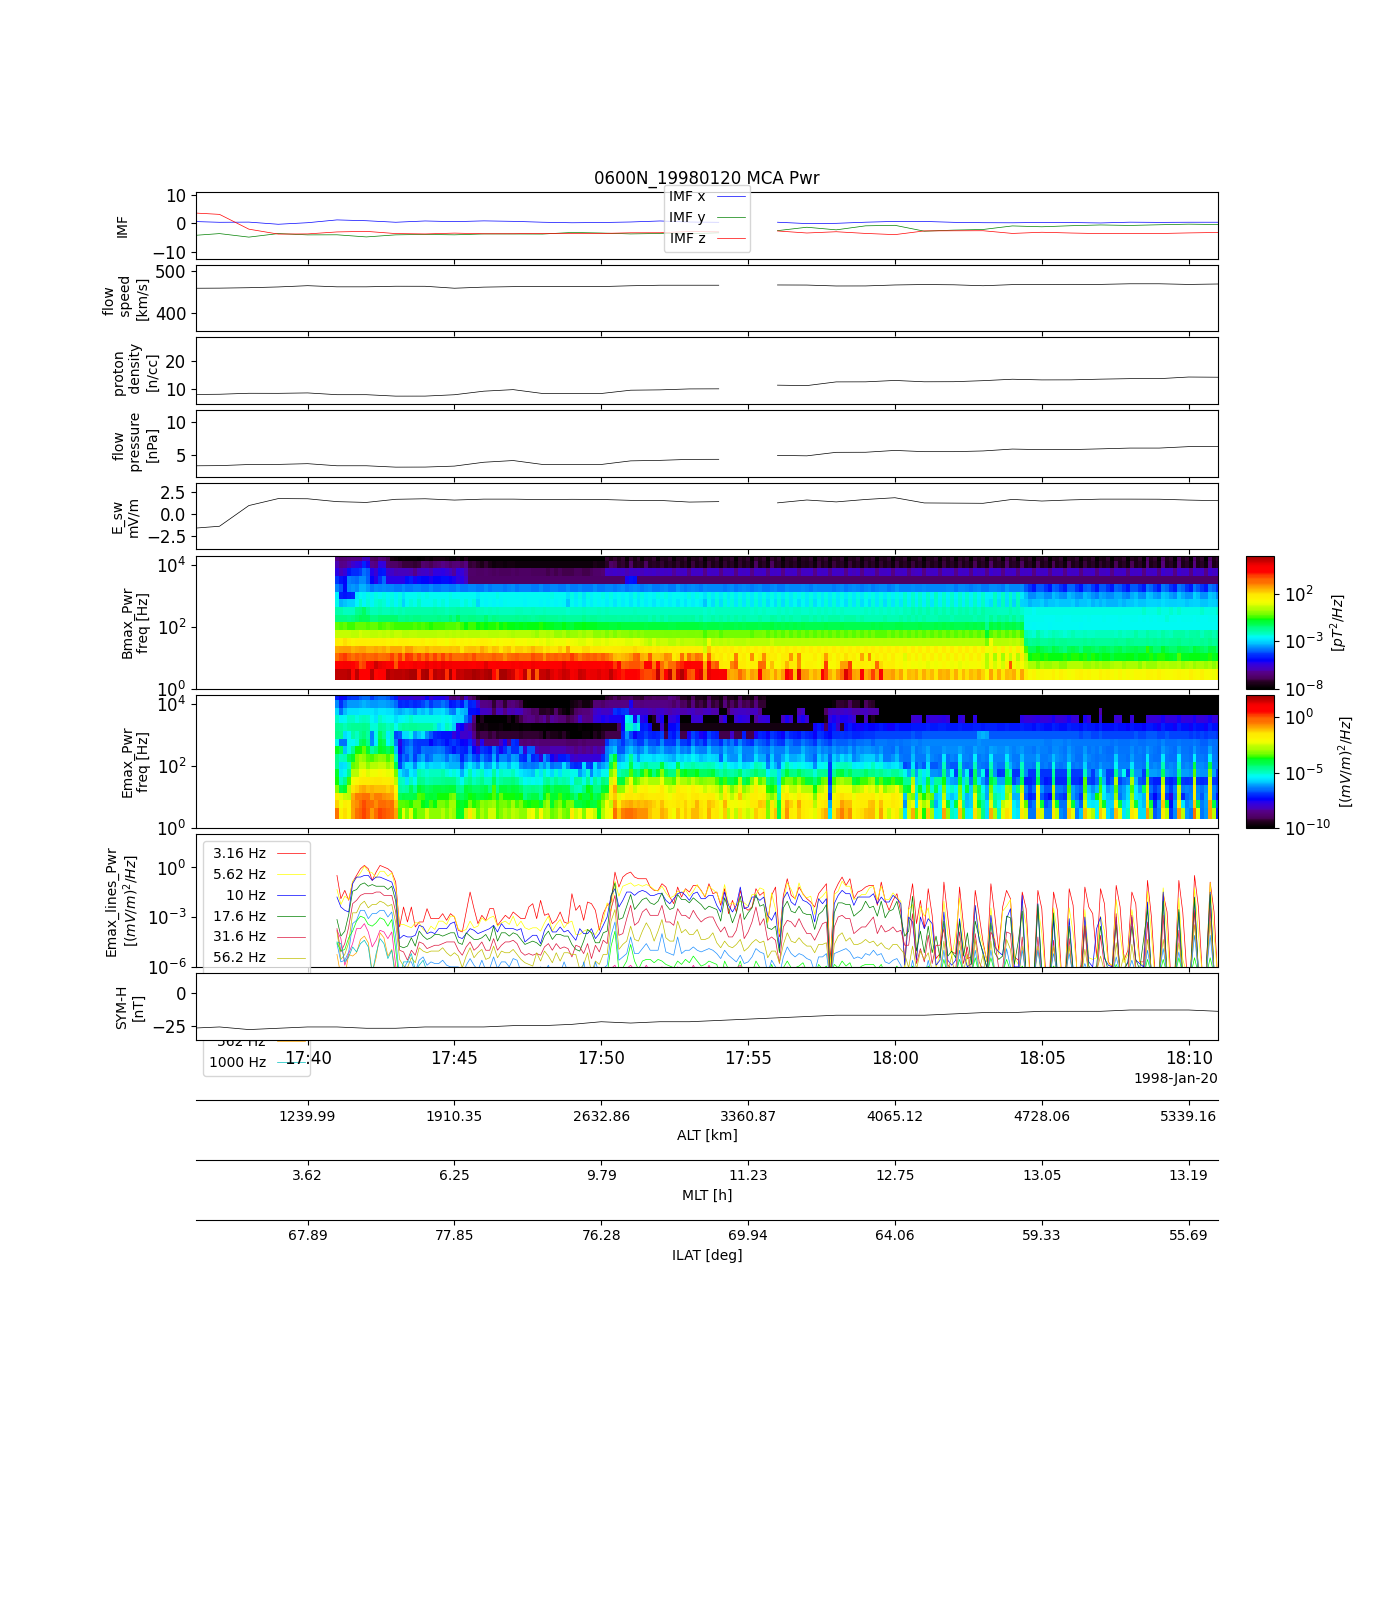 0600N_19980120 MCA Pwr
IMF
10
0
−10
IMF x
IMF y
IMF z
flow
speed
[km/s]
500
400
proton
density
[n/cc]
20
10
flow
pressure
[nPa]
10
5
E_sw
mV/m
2.5
0.0
−2.5
Bmax_Pwr
freq [Hz]
10^4
10^2
10^0
10^2
10^−3
10^−8
[pT^2/Hz]
Emax_Pwr
freq [Hz]
10^4
10^2
10^0
10^0
10^−5
10^−10
[(mV/m)^2/Hz]
Emax_lines_Pwr
[(mV/m)^2/Hz]
10^0
10^−3
10^−6
3.16 Hz
5.62 Hz
10 Hz
17.6 Hz
31.6 Hz
56.2 Hz
SYM-H
[nT]
0
−25
562 Hz
1000 Hz
17:40 17:45 17:50 17:55 18:00 18:05 18:10
1998-Jan-20
1239.99 1910.35 2632.86 3360.87 4065.12 4728.06 5339.16
ALT [km]
3.62 6.25 9.79 11.23 12.75 13.05 13.19
MLT [h]
67.89 77.85 76.28 69.94 64.06 59.33 55.69
ILAT [deg]